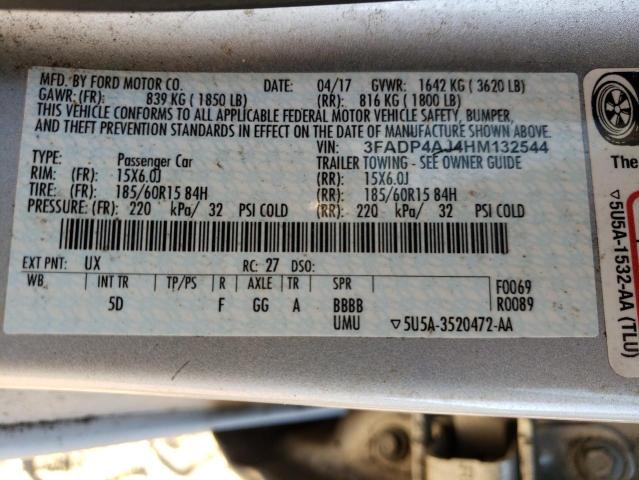 MFD. BY FORD MOTOR CO. DATE: 04/17 GVWR: 1642 KG ( 3620 LB)
GAWR: (FR): 839 KG ( 1850 LB) (RR): 816 KG ( 1800 LB)
THIS VEHICLE CONFORMS TO ALL APPLICABLE FEDERAL MOTOR VEHICLE SAFETY, BUMPER,
AND THEFT PREVENTION STANDARDS IN EFFECT ON THE DATE OF MANUFACTURE SHOWN ABOVE.
VIN: 3FADP4AJ4HM132544
TYPE: Passenger Car TRAILER TOWING - SEE OWNER GUIDE
RIM: (FR): 15X6.0J (RR): 15X6.0J
TIRE: (FR): 185/60R15 84H (RR): 185/60R15 84H
PRESSURE: (FR): 220 kPa/ 32 PSI COLD (RR): 220 kPa/ 32 PSI COLD
EXT PNT: UX RC: 27 DSO:
WB INT TR TP/PS R AXLE TR SPR F0069
5D F GG A BBBB R0089
UMU ▽5U5A-3520472-AA
The
▽5U5A-1532-AA (TLU)